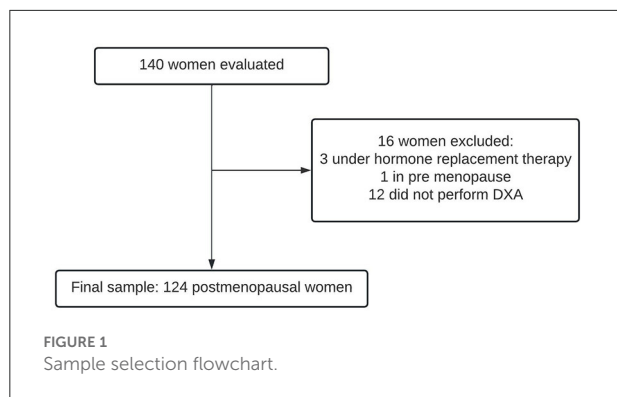 140 women evaluated
16 women excluded:
3 under hormone replacement therapy
1 in pre menopause
12 did not perform DXA
Final sample: 124 postmenopausal women
FIGURE 1
Sample selection flowchart.